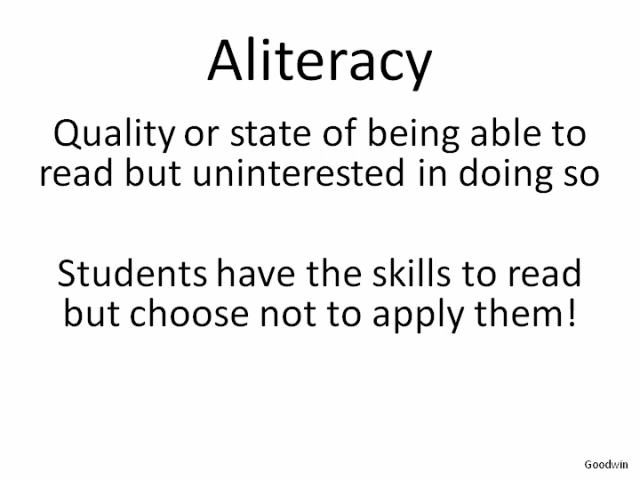 Aliteracy
Quality or state of being able to
read but uninterested in doing so
Students have the skills to read
but choose not to apply them!
Goodwin